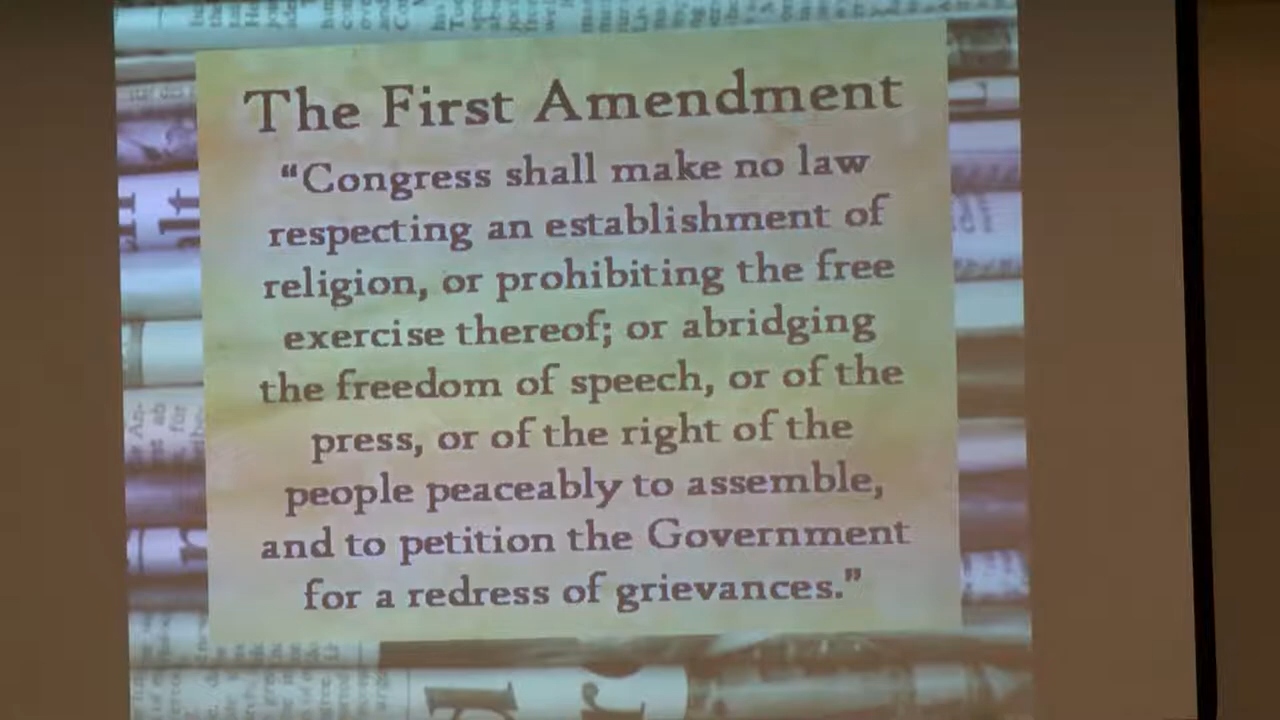 The First Amendment
“Congress shall make no law
respecting an establishment of
religion, or prohibiting the free
exercise thereof; or abridging
the freedom of speech, or of the
press, or of the right of the
people peaceably to assemble,
and to petition the Government
for a redress of grievances.”